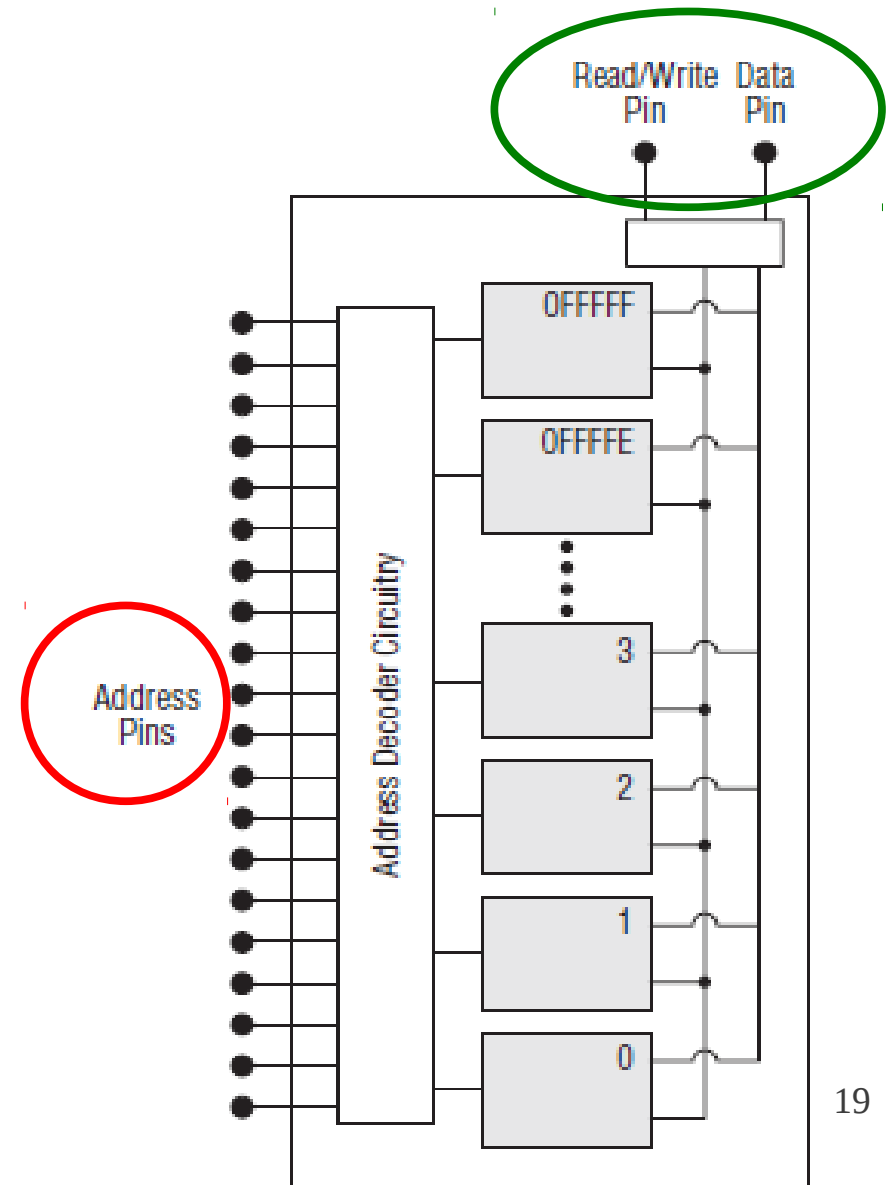 Read/Write Data
Pin Pin
0FFFFF
0FFFFE
Address Decoder Circuitry
3
Address
Pins
2
1
0
19